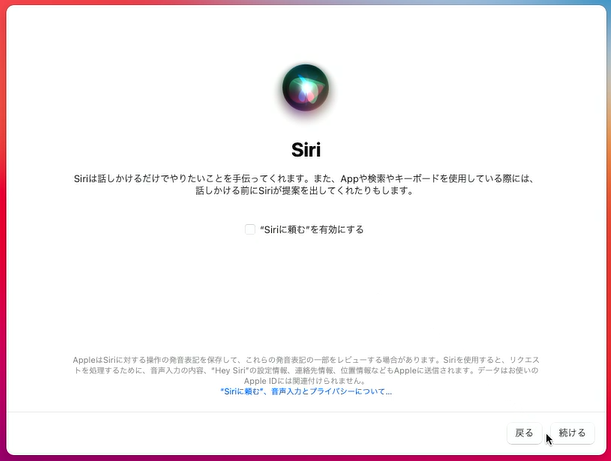 Siri
Siriは話しかけるだけでやりたいことを手伝ってくれます。また、Appや検索やキーボードを使用している際には、
話しかける前にSiriが提案を出してくれたりもします。
“Siriに頼む”を有効にする
AppleはSiriに対する操作の発音表記を保存して、これらの発音表記の一部をレビューする場合があります。Siriを使用すると、リクエス
トを処理するために、音声入力の内容、“Hey Siri”の設定情報、連絡先情報、位置情報などもAppleに送信されます。データはお使いの
Apple IDには関連付けられません。
“Siriに頼む”、音声入力とプライバシーについて...
戻る
続ける